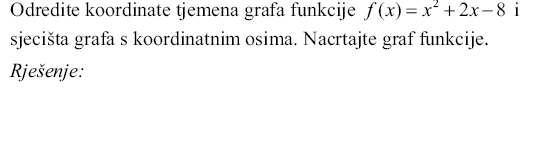 Odredite koordinate tjemena grafa funkcije f(x) = x² + 2x − 8 i
sjecišta grafa s koordinatnim osima. Nacrtajte graf funkcije.
Rješenje: